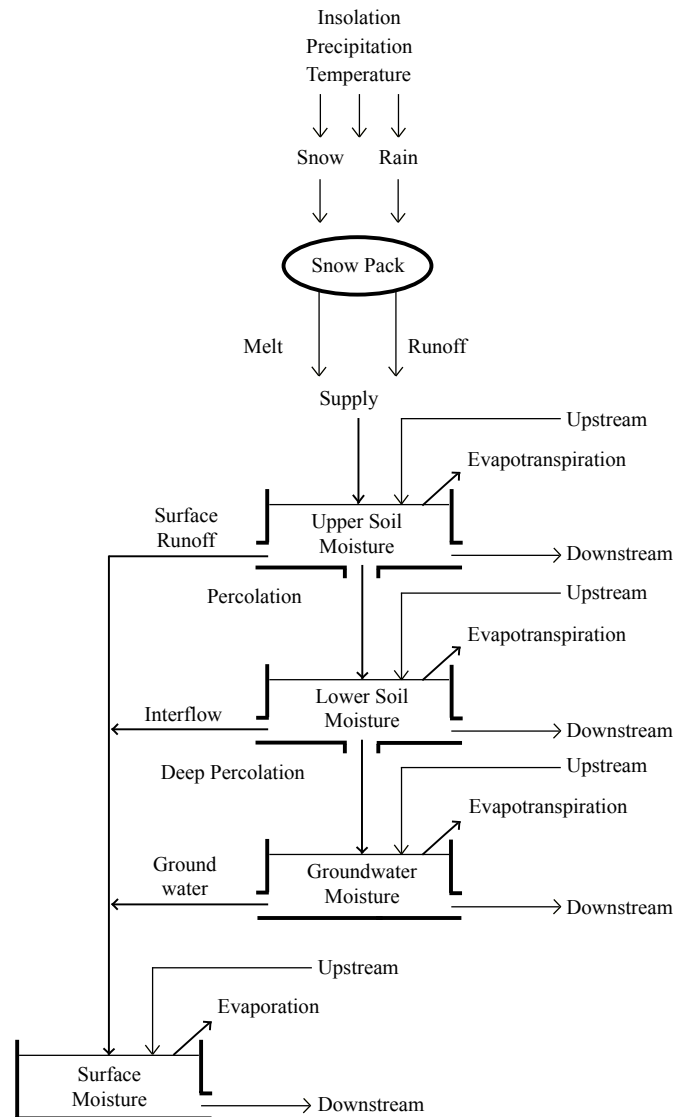 Insolation
Precipitation
Temperature
Snow
Rain
Snow Pack
Melt
Runoff
Supply
Upstream
Evapotranspiration
Surface
Runoff
Upper Soil
Moisture
Downstream
Percolation
Upstream
Evapotranspiration
Lower Soil
Moisture
Interflow
Downstream
Deep Percolation
Upstream
Evapotranspiration
Ground
water
Groundwater
Moisture
Downstream
Upstream
Evaporation
Surface
Moisture
Downstream